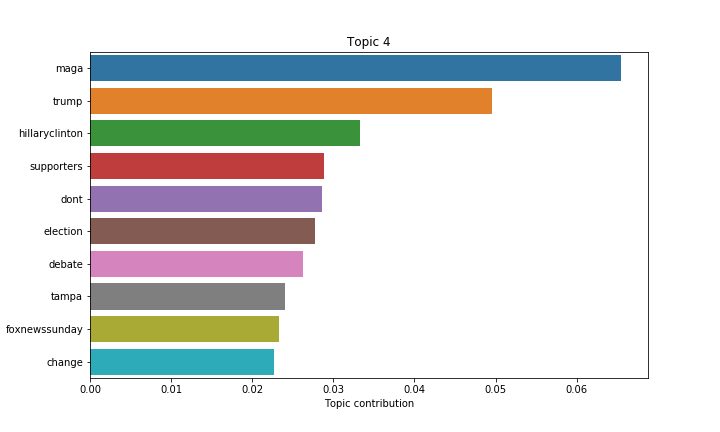 Topic 4
maga
trump
hillaryclinton
supporters
dont
election
debate
tampa
foxnewssunday
change
0.00 0.01 0.02 0.03 0.04 0.05 0.06
Topic contribution